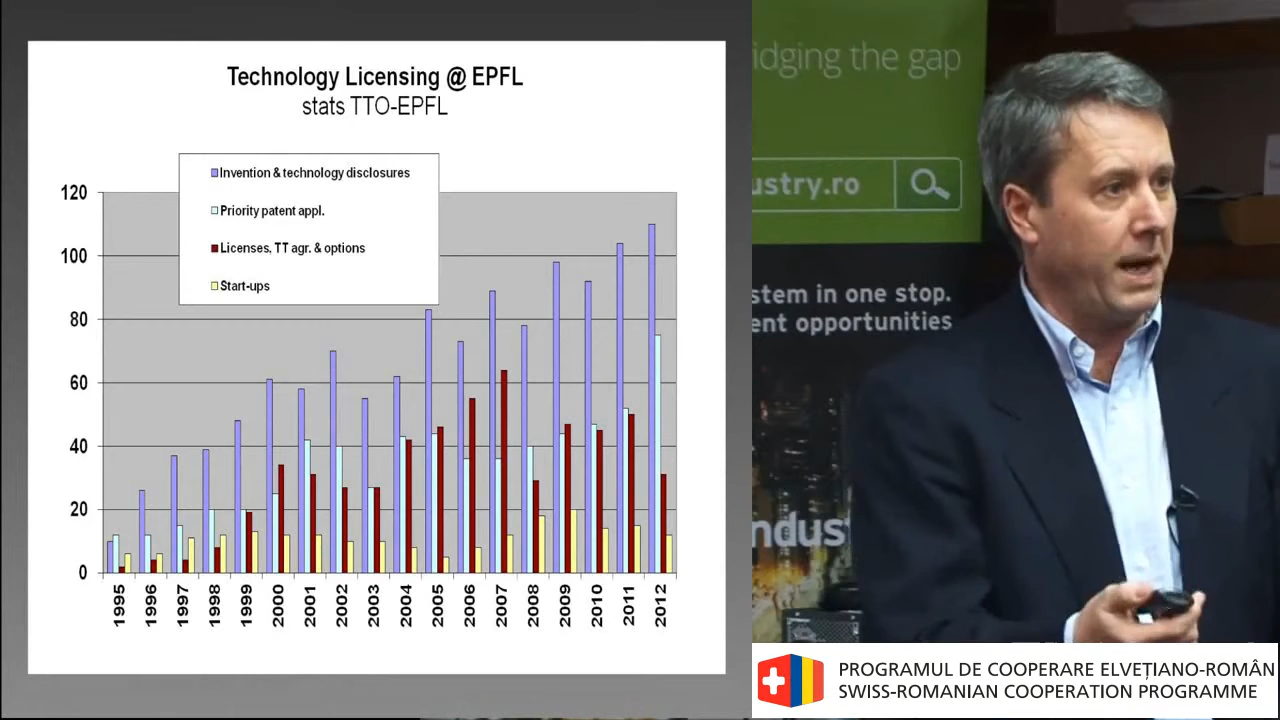 Technology Licensing @ EPFL
stats TTO-EPFL
Invention & technology disclosures
Priority patent appl.
Licenses, TT agr. & options
Start-ups
120
100
80
60
40
20
0
1995
1996
1997
1998
1999
2000
2001
2002
2003
2004
2005
2006
2007
2008
2009
2010
2011
2012
idging the gap
ustry.ro
stem in one stop.
ent opportunities
ndust
PROGRAMUL DE COOPERARE ELVEȚIANO-ROMÂN
SWISS-ROMANIAN COOPERATION PROGRAMME